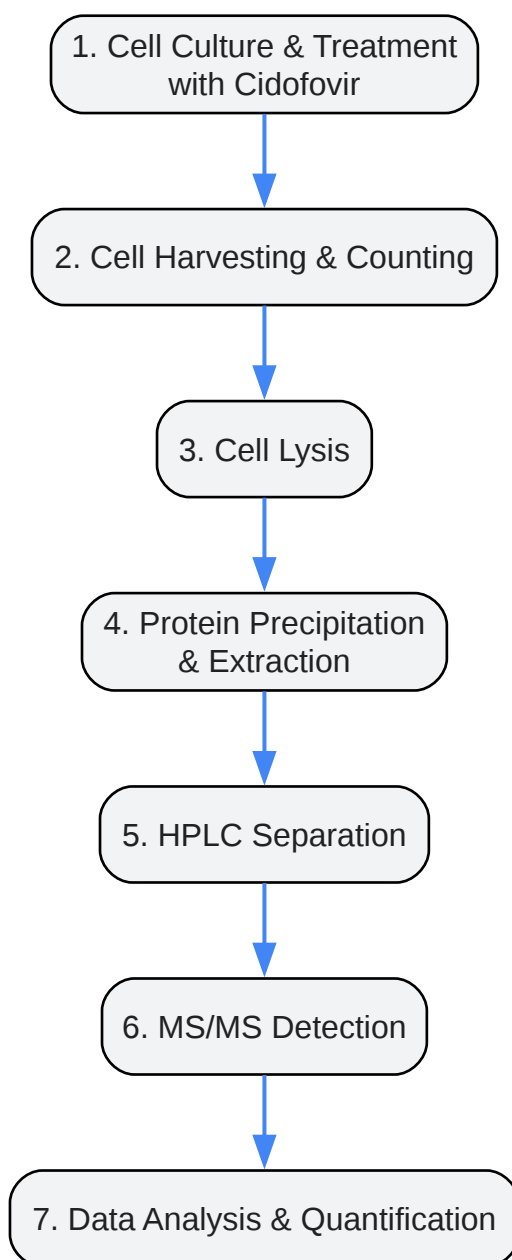 1. Cell Culture & Treatment
with Cidofovir
2. Cell Harvesting & Counting
3. Cell Lysis
4. Protein Precipitation
& Extraction
5. HPLC Separation
6. MS/MS Detection
7. Data Analysis & Quantification